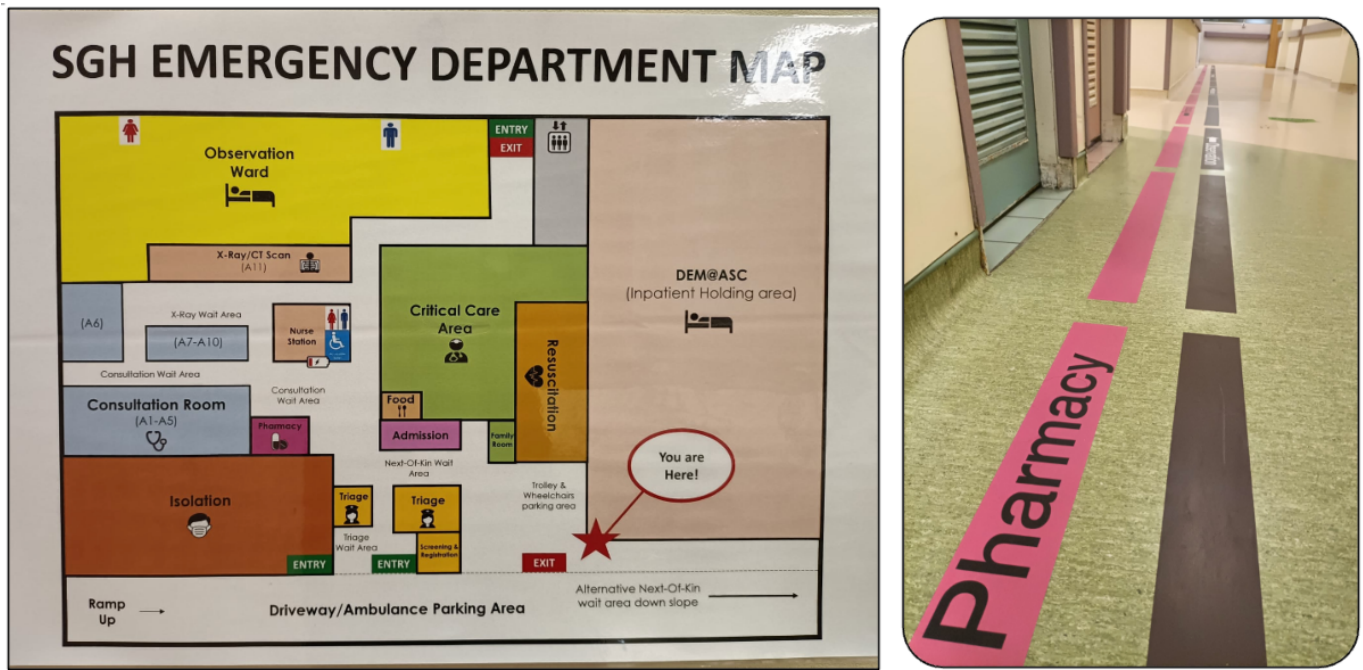 SGH EMERGENCY DEPARTMENT MAP
Observation
Ward
ENTRY
EXIT
X-Ray/CT Scan
(A11)
DEM@ASC
(Inpatient Holding area)
Critical Care
Area
(A6)
X-Ray Wait Area
(A7-A10)
Nurse
Station
Resuscitation
Consultation Wait Area
Consultation
Wait Area
Consultation Room
(A1-A5)
Pharmacy
Food
Admission
Family
Room
Next-Of-Kin Wait
Area
You are
Here!
Isolation
Triage
Triage
Trolley &
Wheelchairs
parking area
Triage
Wait Area
Screening &
Registration
ENTRY
ENTRY
EXIT
Ramp
Up
Driveway/Ambulance Parking Area
Alternative Next-Of-Kin
wait area down slope
Pharmacy